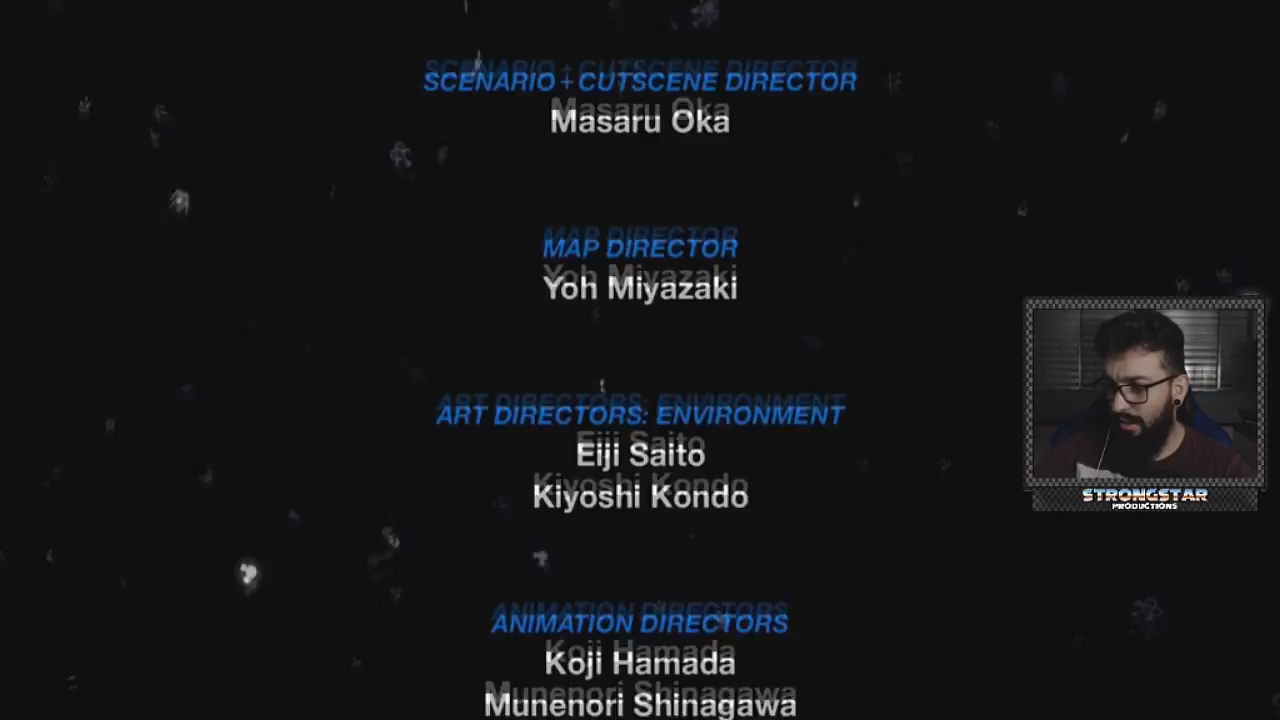 SCENARIO + CUTSCENE DIRECTOR
Masaru Oka
MAP DIRECTOR
Yoh Miyazaki
ART DIRECTORS: ENVIRONMENT
Eiji Saito
Kiyoshi Kondo
ANIMATION DIRECTORS
Koji Hamada
Munenori Shinagawa
STRONGSTAR
PRODUCTIONS